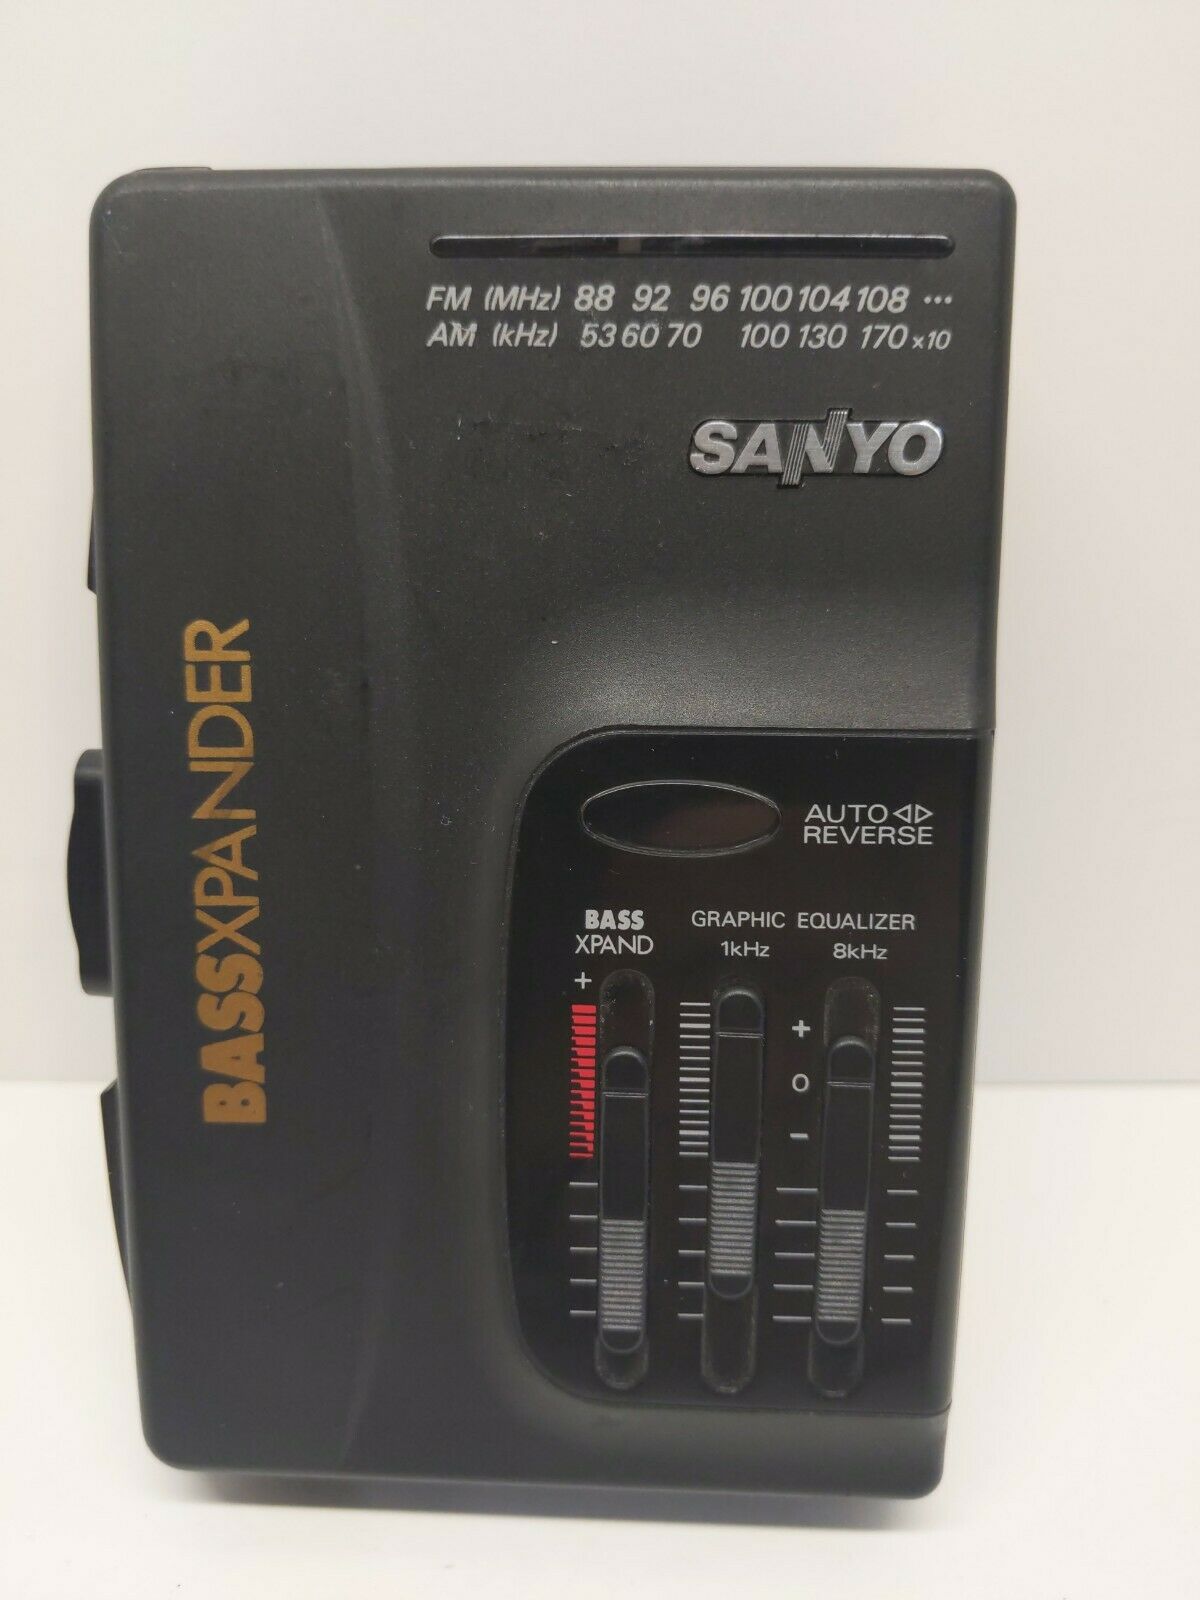 FM (MHz) 88 92 96 100 104 108 •••
AM (kHz) 53 60 70 100 130 170 x10
SANYO
BASSXPANDER
AUTO ◁▷
REVERSE
BASS
XPAND
GRAPHIC EQUALIZER
1kHz 8kHz
+
+
o
-